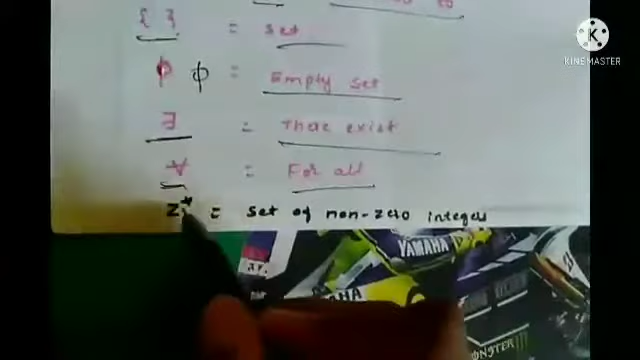 { } = set
ϕ ϕ = Empty set
∃ = There exist
∀ = For all
Z* = set of non-zero integers
KINEMASTER
YAMAHA